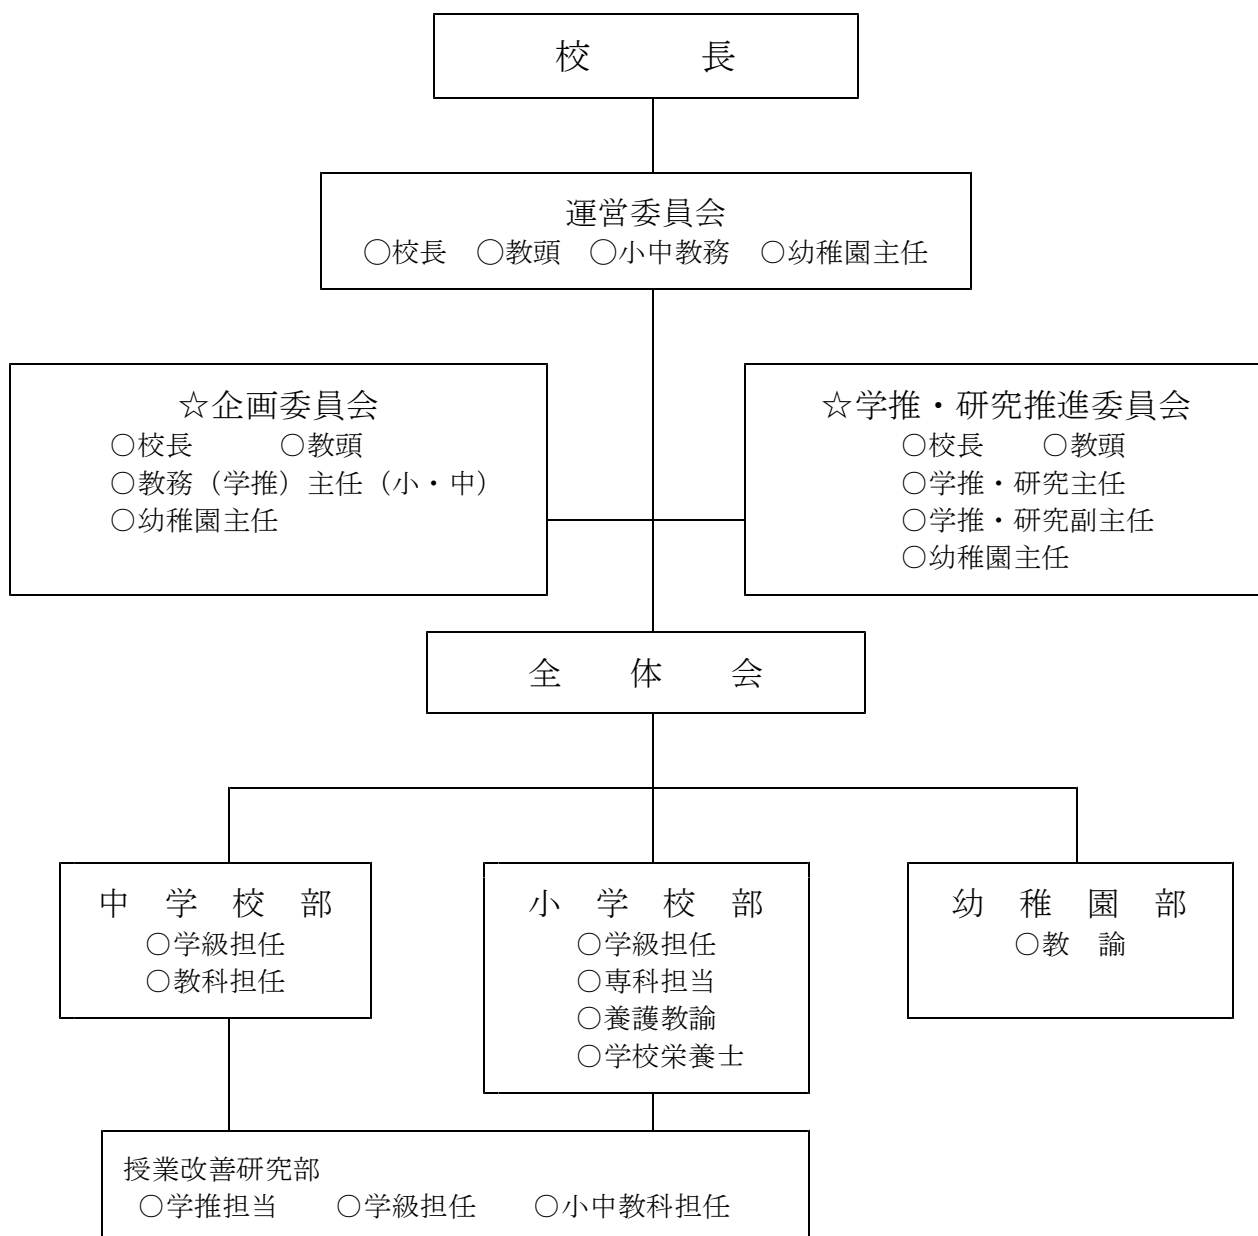 校　　　長
運営委員会
○校長　○教頭　○小中教務　○幼稚園主任
☆企画委員会
○校長　　　○教頭
○教務（学推）主任（小・中）
○幼稚園主任
☆学推・研究推進委員会
○校長　　○教頭
○学推・研究主任
○学推・研究副主任
○幼稚園主任
全　体　会
中　学　校　部
○学級担任
○教科担任
小　学　校　部
○学級担任
○専科担当
○養護教諭
○学校栄養士
幼　稚　園　部
○教　諭
授業改善研究部
○学推担当　　○学級担任　　○小中教科担任